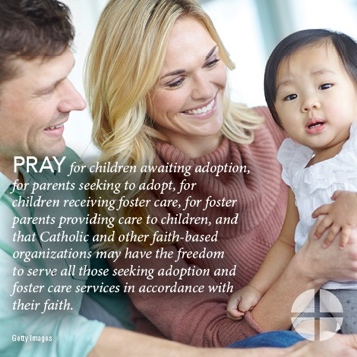 PRAY for children awaiting adoption,
for parents seeking to adopt, for
children receiving foster care, for foster
parents providing care to children, and
that Catholic and other faith-based
organizations may have the freedom
to serve all those seeking adoption and
foster care services in accordance with
their faith.
Getty Images